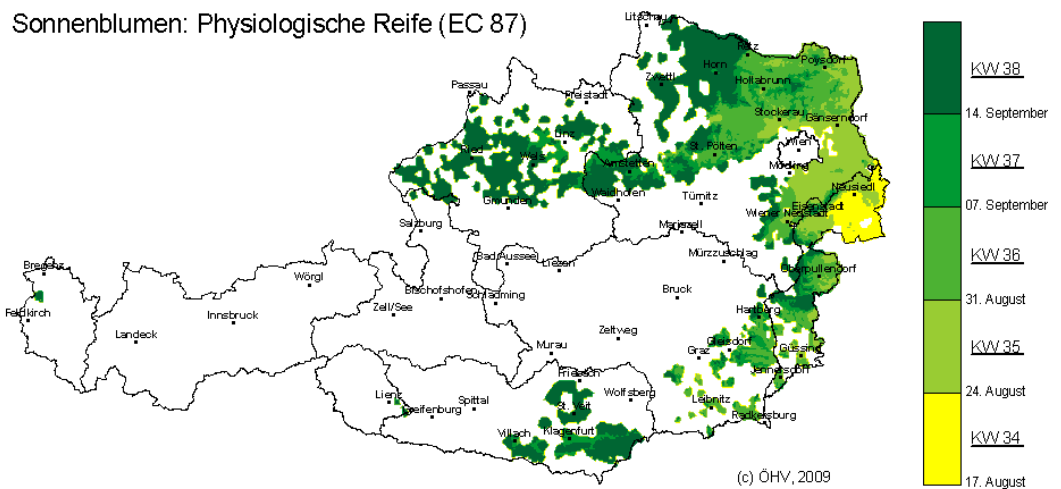 Sonnenblumen: Physiologische Reife (EC 87)
Litschau
Retz
Poysdorf
Horn
Zwettl
Hollabrunn
Passau
Freistadt
Stockerau
Gänserndorf
Linz
Wien
Ried
Wels
St. Pölten
Amstetten
Mödling
Waidhofen
Neusiedl
Gmunden
Türnitz
Eisenstadt
Wiener Neustadt
Salzburg
Mariazell
Bad Aussee
Liezen
Mürzzuschlag
Bregenz
Oberpullendorf
Wörgl
Bischofshofen
Schladming
Bruck
Feldkirch
Innsbruck
Zell/See
Hartberg
Landeck
Zeltweg
Murau
Graz
Gleisdorf
Güssing
Friesach
Jennersdorf
Lienz
Greifenburg
Spittal
St. Veit
Wolfsberg
Leibnitz
Radkersburg
Villach
Klagenfurt
(c) ÖHV, 2009
KW 38
14. September
KW 37
07. September
KW 36
31. August
KW 35
24. August
KW 34
17. August